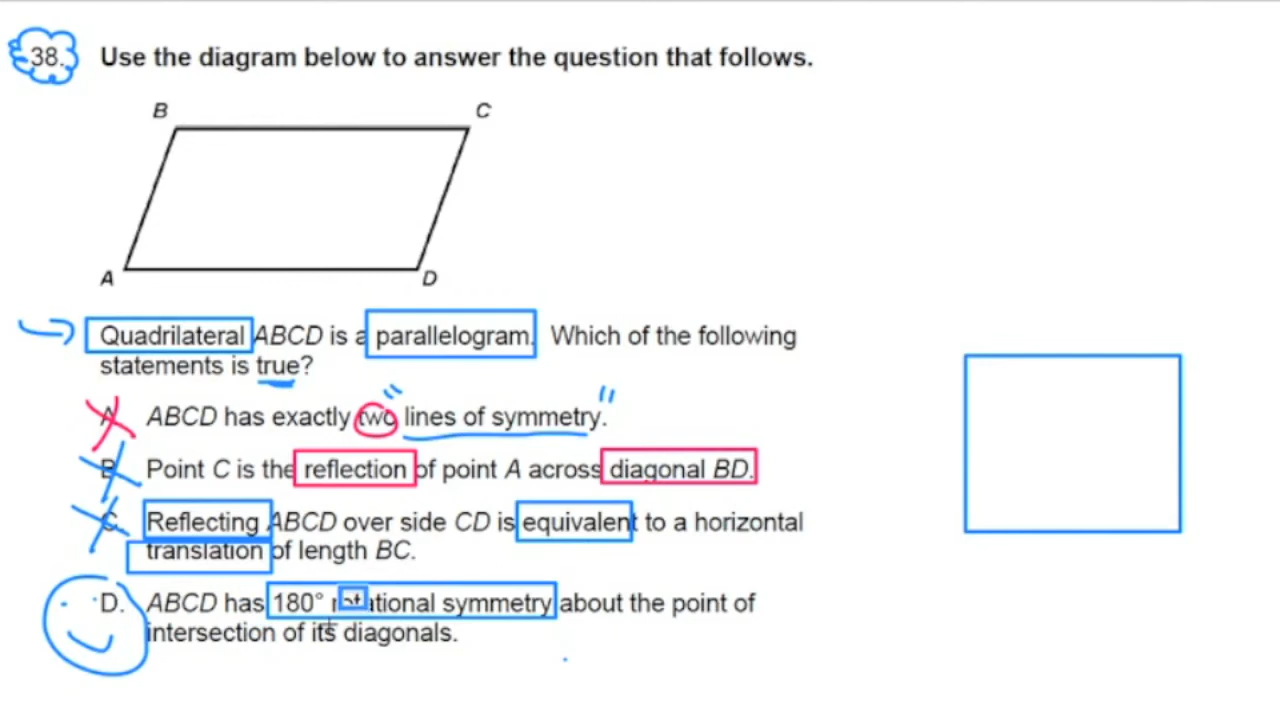 38. Use the diagram below to answer the question that follows.
B C
A D
Quadrilateral ABCD is a parallelogram. Which of the following
statements is true?
A. ABCD has exactly two "lines of symmetry."
B. Point C is the reflection of point A across diagonal BD.
C. Reflecting ABCD over side CD is equivalent to a horizontal
translation of length BC.
D. ABCD has 180° rotational symmetry about the point of
intersection of its diagonals.